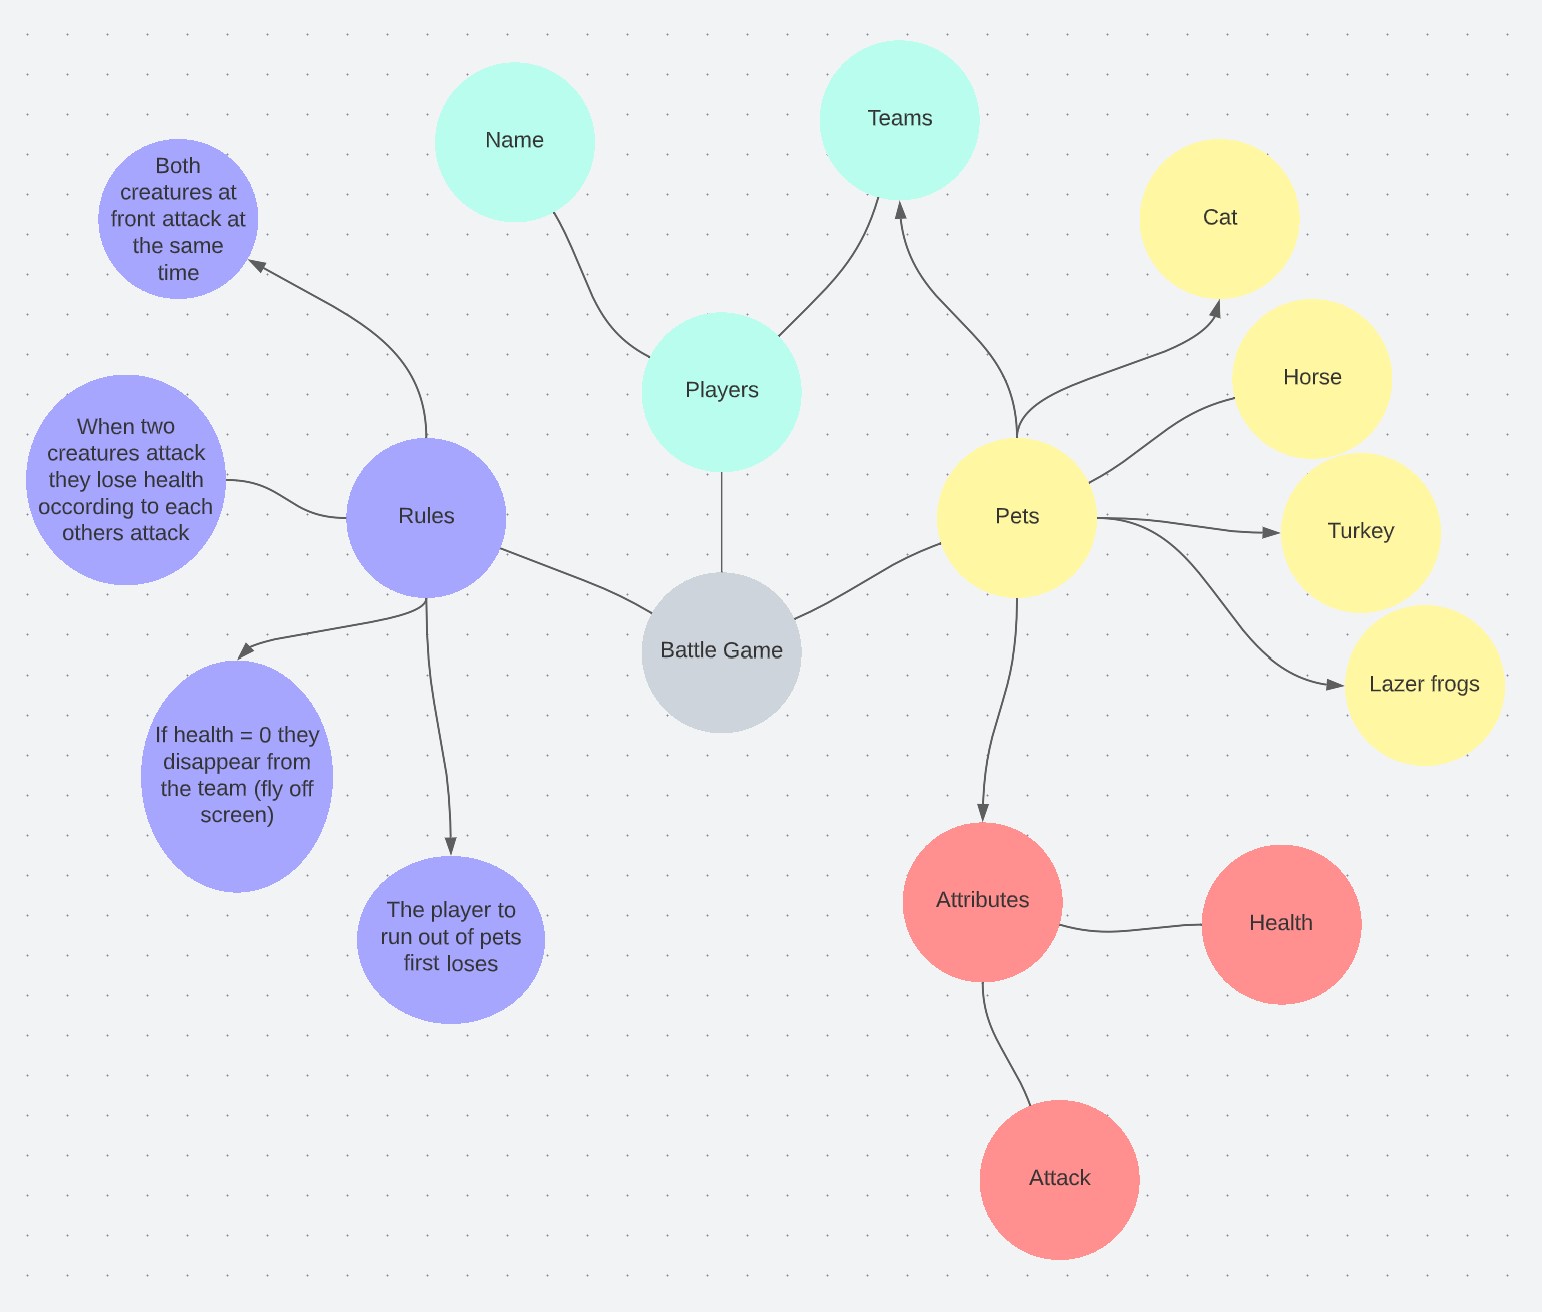 Name
Teams
Both
creatures at
front attack at
the same
time
Cat
Horse
Players
When two
creatures attack
they lose health
occording to each
others attack
Rules
Pets
Turkey
Battle Game
Lazer frogs
If health = 0 they
disappear from
the team (fly off
screen)
The player to
run out of pets
first loses
Attributes
Health
Attack